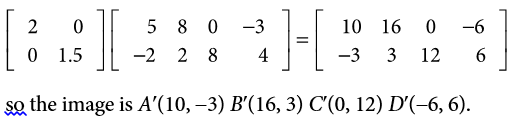 [ 2 0 ] [ 5 8 0 −3 ] = [ 10 16 0 −6 ]
[ 0 1.5 ] [ −2 2 8 4 ] [ −3 3 12 6 ]
so the image is A′(10, −3) B′(16, 3) C′(0, 12) D′(−6, 6).